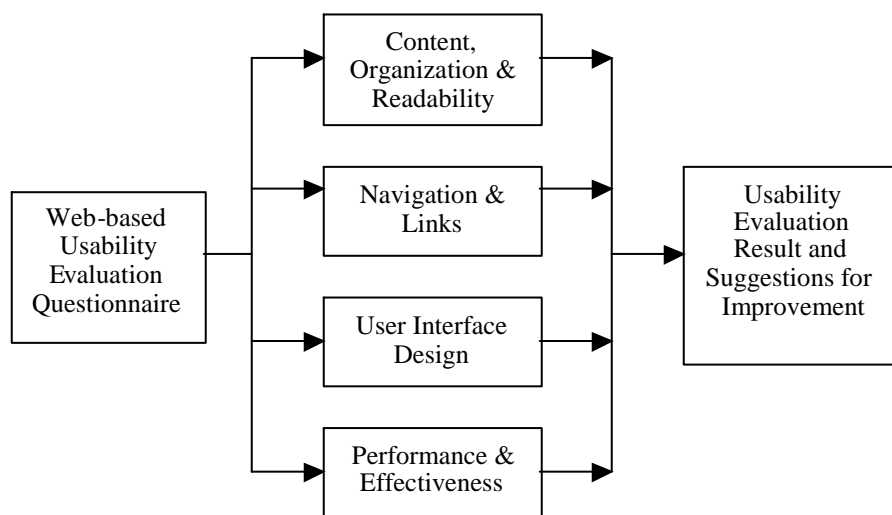 Web-based
Usability
Evaluation
Questionnaire
Content,
Organization &
Readability
Navigation &
Links
User Interface
Design
Performance &
Effectiveness
Usability
Evaluation
Result and
Suggestions for
Improvement